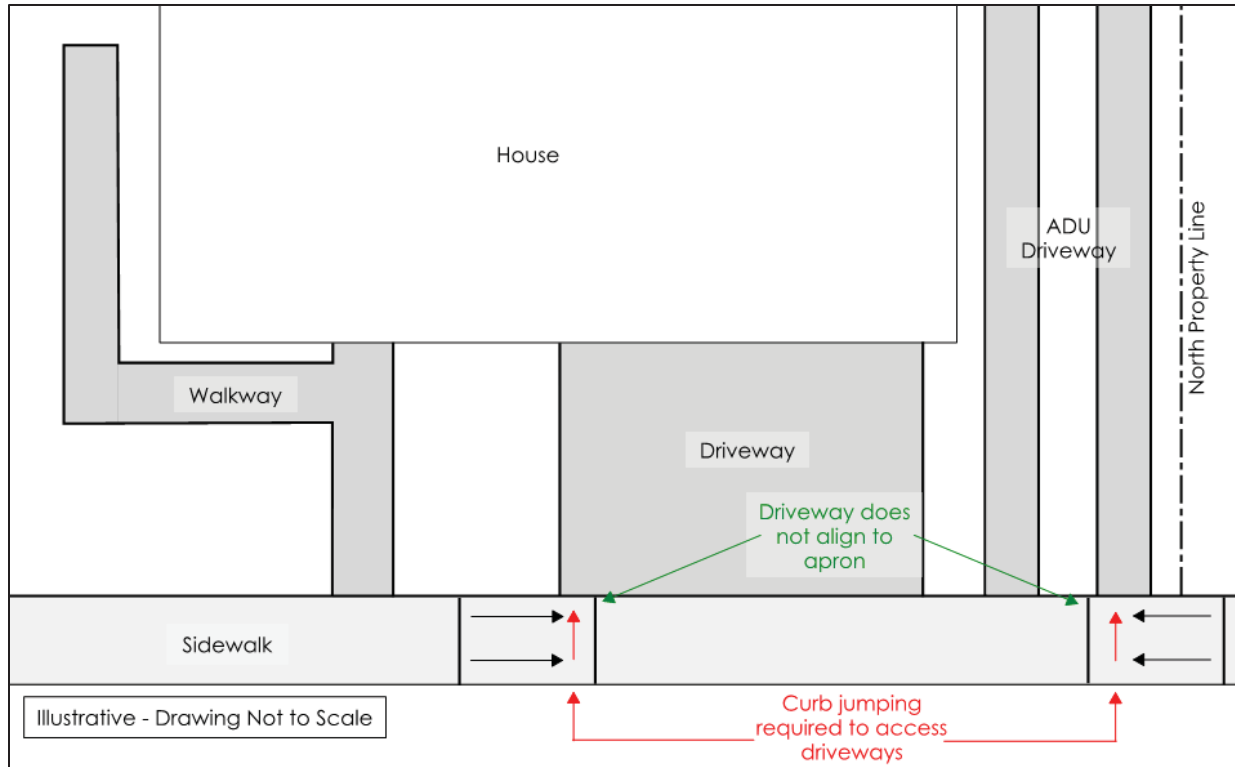 House
ADU
Driveway
North Property Line
Walkway
Driveway
Driveway does
not align to
apron
Sidewalk
Illustrative - Drawing Not to Scale
Curb jumping
required to access
driveways